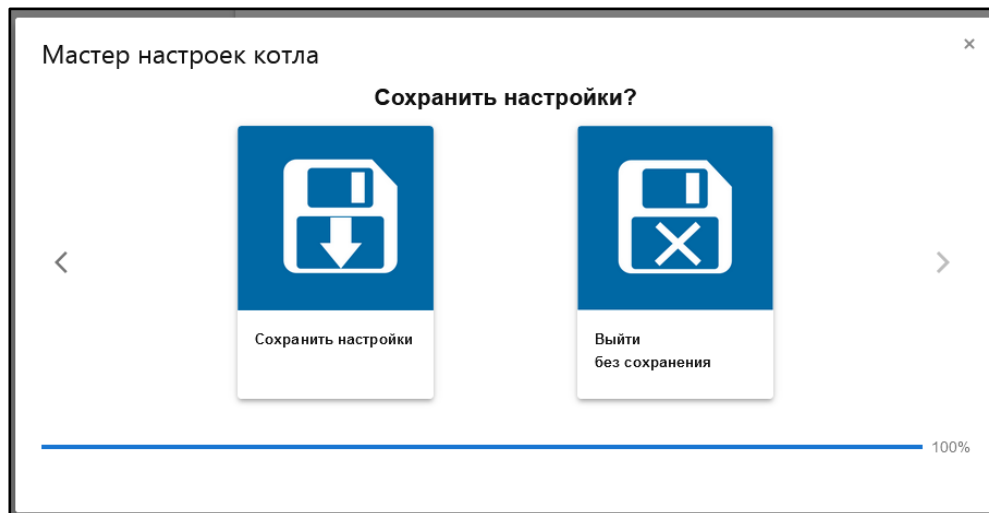 Мастер настроек котла
×
Сохранить настройки?
Сохранить настройки
Выйти
без сохранения
100%